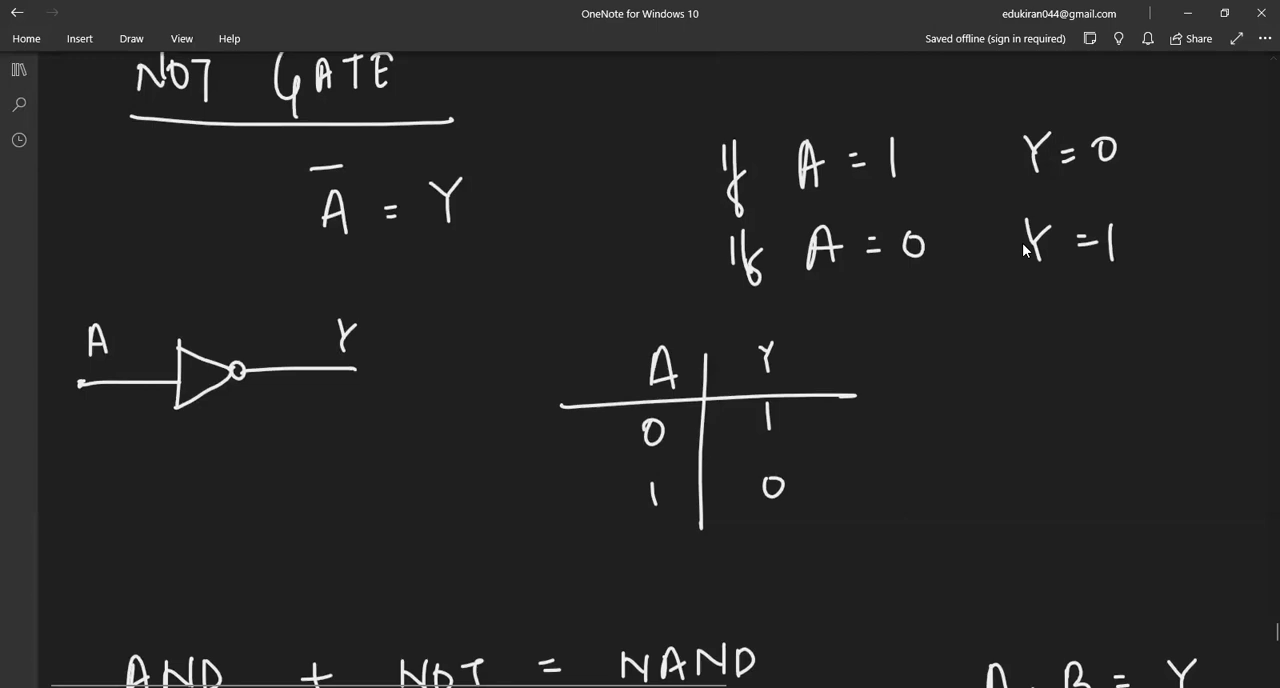 OneNote for Windows 10
edukiran044@gmail.com
Home Insert Draw View Help
Saved offline (sign in required)
Share
NOT GATE
A̅ = Y
If A = 1 Y = 0
If A = 0 Y = 1
A Y
A Y
0 1
1 0
AND + NOT = NAND
A . B = Y